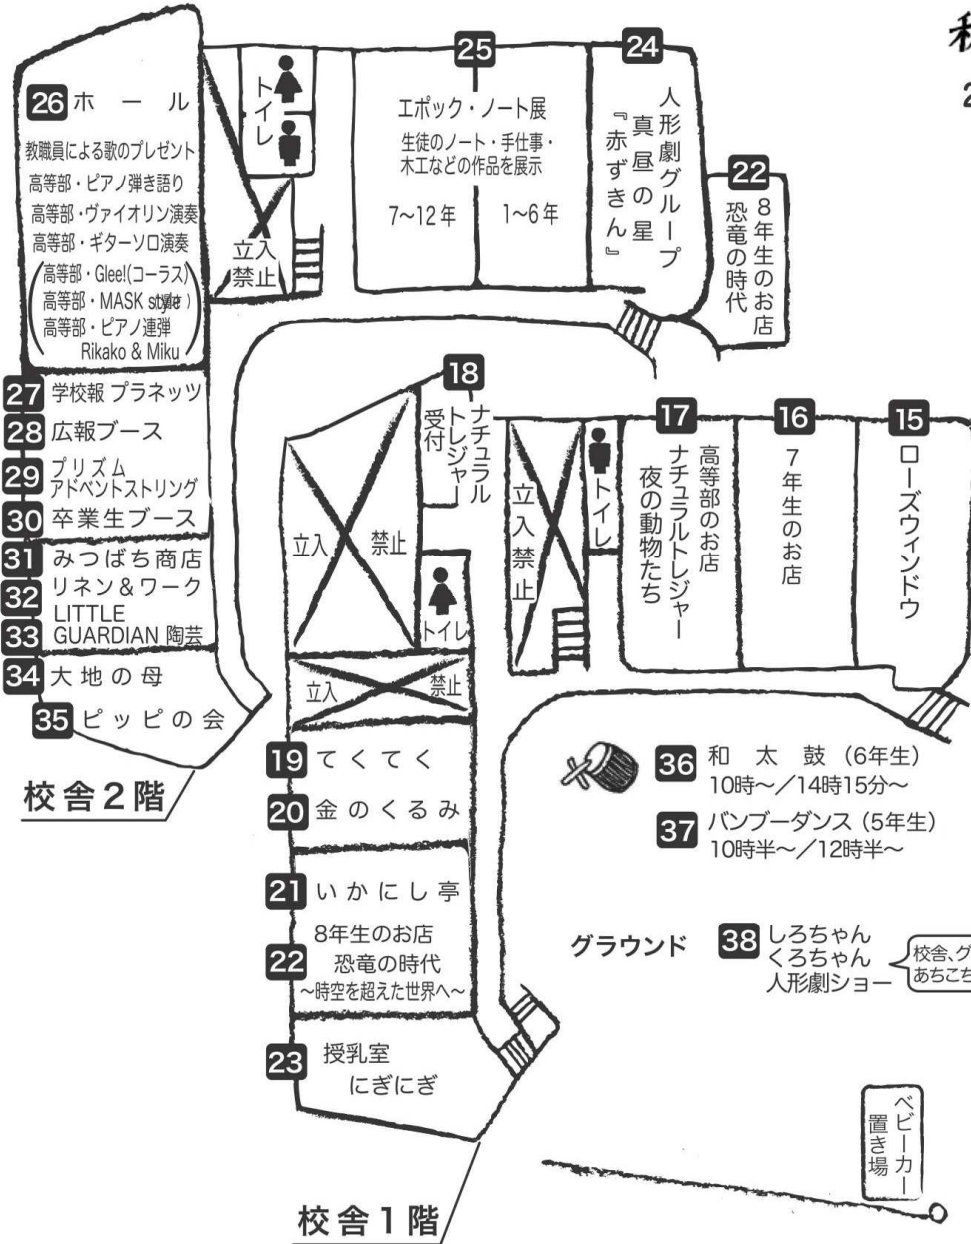 26 ホール
教職員による歌のプレゼント
高等部・ピアノ弾き語り
高等部・ヴァイオリン演奏
高等部・ギターソロ演奏
(高等部・Glee!(コーラス)
高等部・MASK style
高等部・ピアノ連弾
Rikako & Miku)
トイレ
立入
禁止
25
エポック・ノート展
生徒のノート・手仕事・
木工などの作品を展示
7〜12年
1〜6年
24
人形劇グループ
真昼の星
『赤ずきん』
22
8年生のお店
恐竜の時代
27 学校報 プラネッツ
28 広報ブース
29 プリズム
アドベントストリング
30 卒業生ブース
31 みつばち商店
32 リネン&ワーク
33 LITTLE
GUARDIAN 陶芸
34 大地の母
35 ピッピの会
校舎2階
18
ナチュラル
トレジャー
受付
立入 禁止
トイレ
立入禁止
トイレ
17
高等部のお店
ナチュラルトレジャー
夜の動物たち
16
7年生のお店
15
ローズウィンドウ
立入 禁止
19 てくてく
20 金のくるみ
21 いかにし亭
22 8年生のお店
恐竜の時代
〜時空を超えた世界へ〜
23 授乳室
にぎにぎ
校舎1階
36 和太鼓(6年生)
10時〜/14時15分〜
37 バンブーダンス(5年生)
10時半〜/12時半〜
グラウンド
38 しろちゃん
くろちゃん
人形劇ショー
校舎、グ
あちこち
ベビーカー
置き場